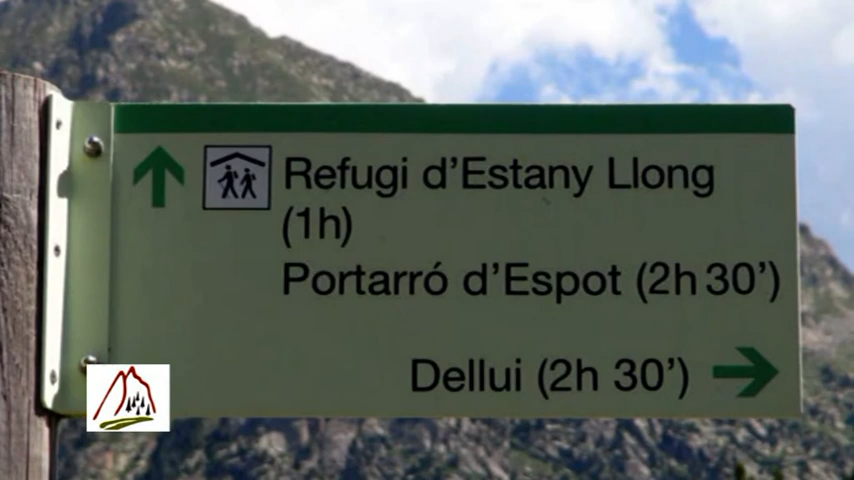 Refugi d’Estany Llong
(1h)
Portarró d’Espot (2h 30’)
Dellui (2h 30’)